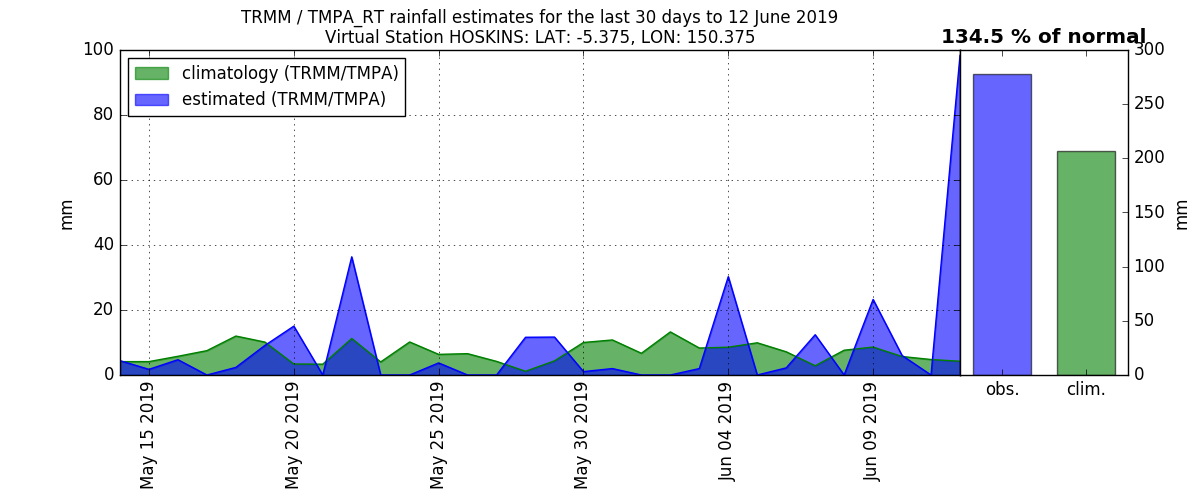 TRMM / TMPA_RT rainfall estimates for the last 30 days to 12 June 2019
Virtual Station HOSKINS: LAT: -5.375, LON: 150.375
134.5 % of normal
climatology (TRMM/TMPA)
estimated (TRMM/TMPA)
100
80
60
40
20
0
mm
May 15 2019
May 20 2019
May 25 2019
May 30 2019
Jun 04 2019
Jun 09 2019
300
250
200
150
100
50
0
mm
obs.
clim.